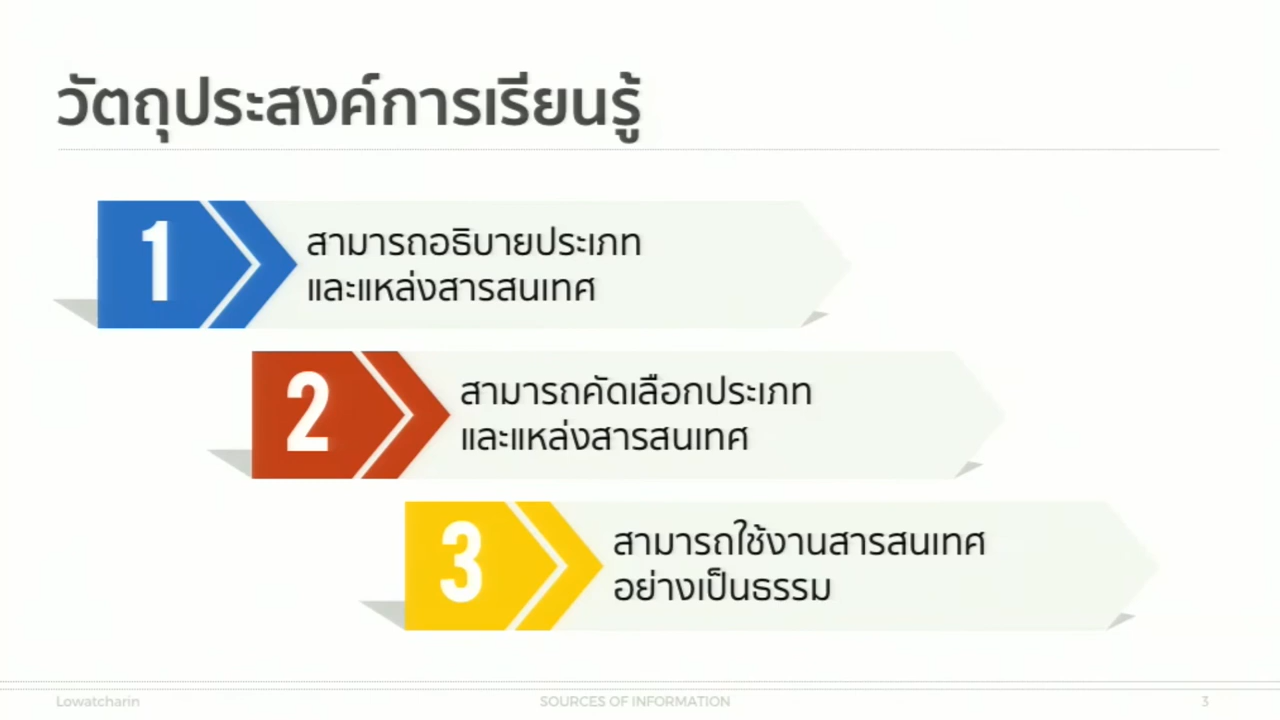 วัตถุประสงค์การเรียนรู้
1
สามารถอธิบายประเภท
และแหล่งสารสนเทศ
2
สามารถคัดเลือกประเภท
และแหล่งสารสนเทศ
3
สามารถใช้งานสารสนเทศ
อย่างเป็นธรรม
Lowatcharin SOURCES OF INFORMATION 3